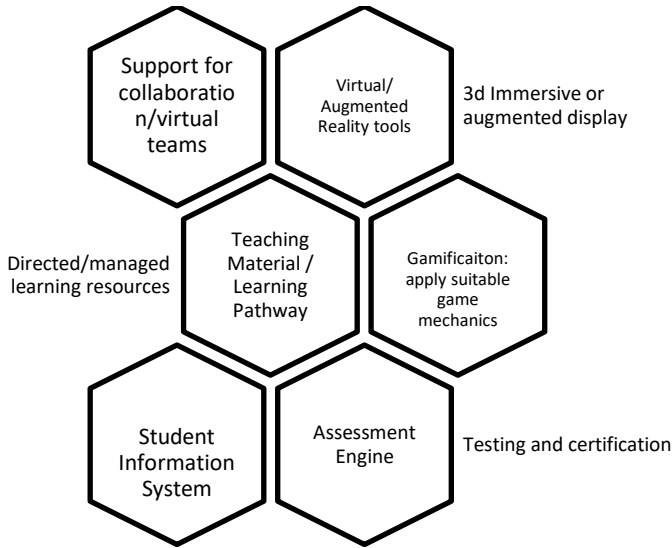 Support for
collaboratio
n/virtual
teams
Virtual/
Augmented
Reality tools
3d Immersive or
augmented display
Directed/managed
learning resources
Teaching
Material /
Learning
Pathway
Gamificaiton:
apply suitable
game
mechanics
Student
Information
System
Assessment
Engine
Testing and certification